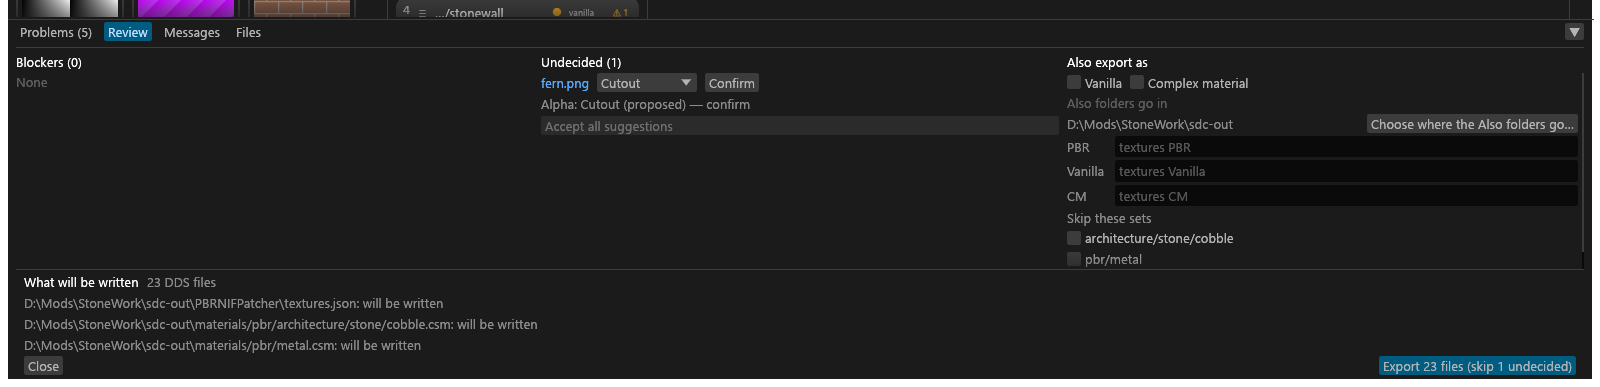 4 .../stonewall vanilla 1
Problems (5) Review Messages Files
Blockers (0)
None
Undecided (1)
fern.png Cutout Confirm
Alpha: Cutout (proposed) — confirm
Accept all suggestions
Also export as
Vanilla Complex material
Also folders go in
D:\Mods\StoneWork\sdc-out Choose where the Also folders go...
PBR textures PBR
Vanilla textures Vanilla
CM textures CM
Skip these sets
architecture/stone/cobble
pbr/metal
What will be written 23 DDS files
D:\Mods\StoneWork\sdc-out\PBRNIFPatcher\textures.json: will be written
D:\Mods\StoneWork\sdc-out\materials/pbr/architecture/stone/cobble.csm: will be written
D:\Mods\StoneWork\sdc-out\materials/pbr/metal.csm: will be written
Close Export 23 files (skip 1 undecided)